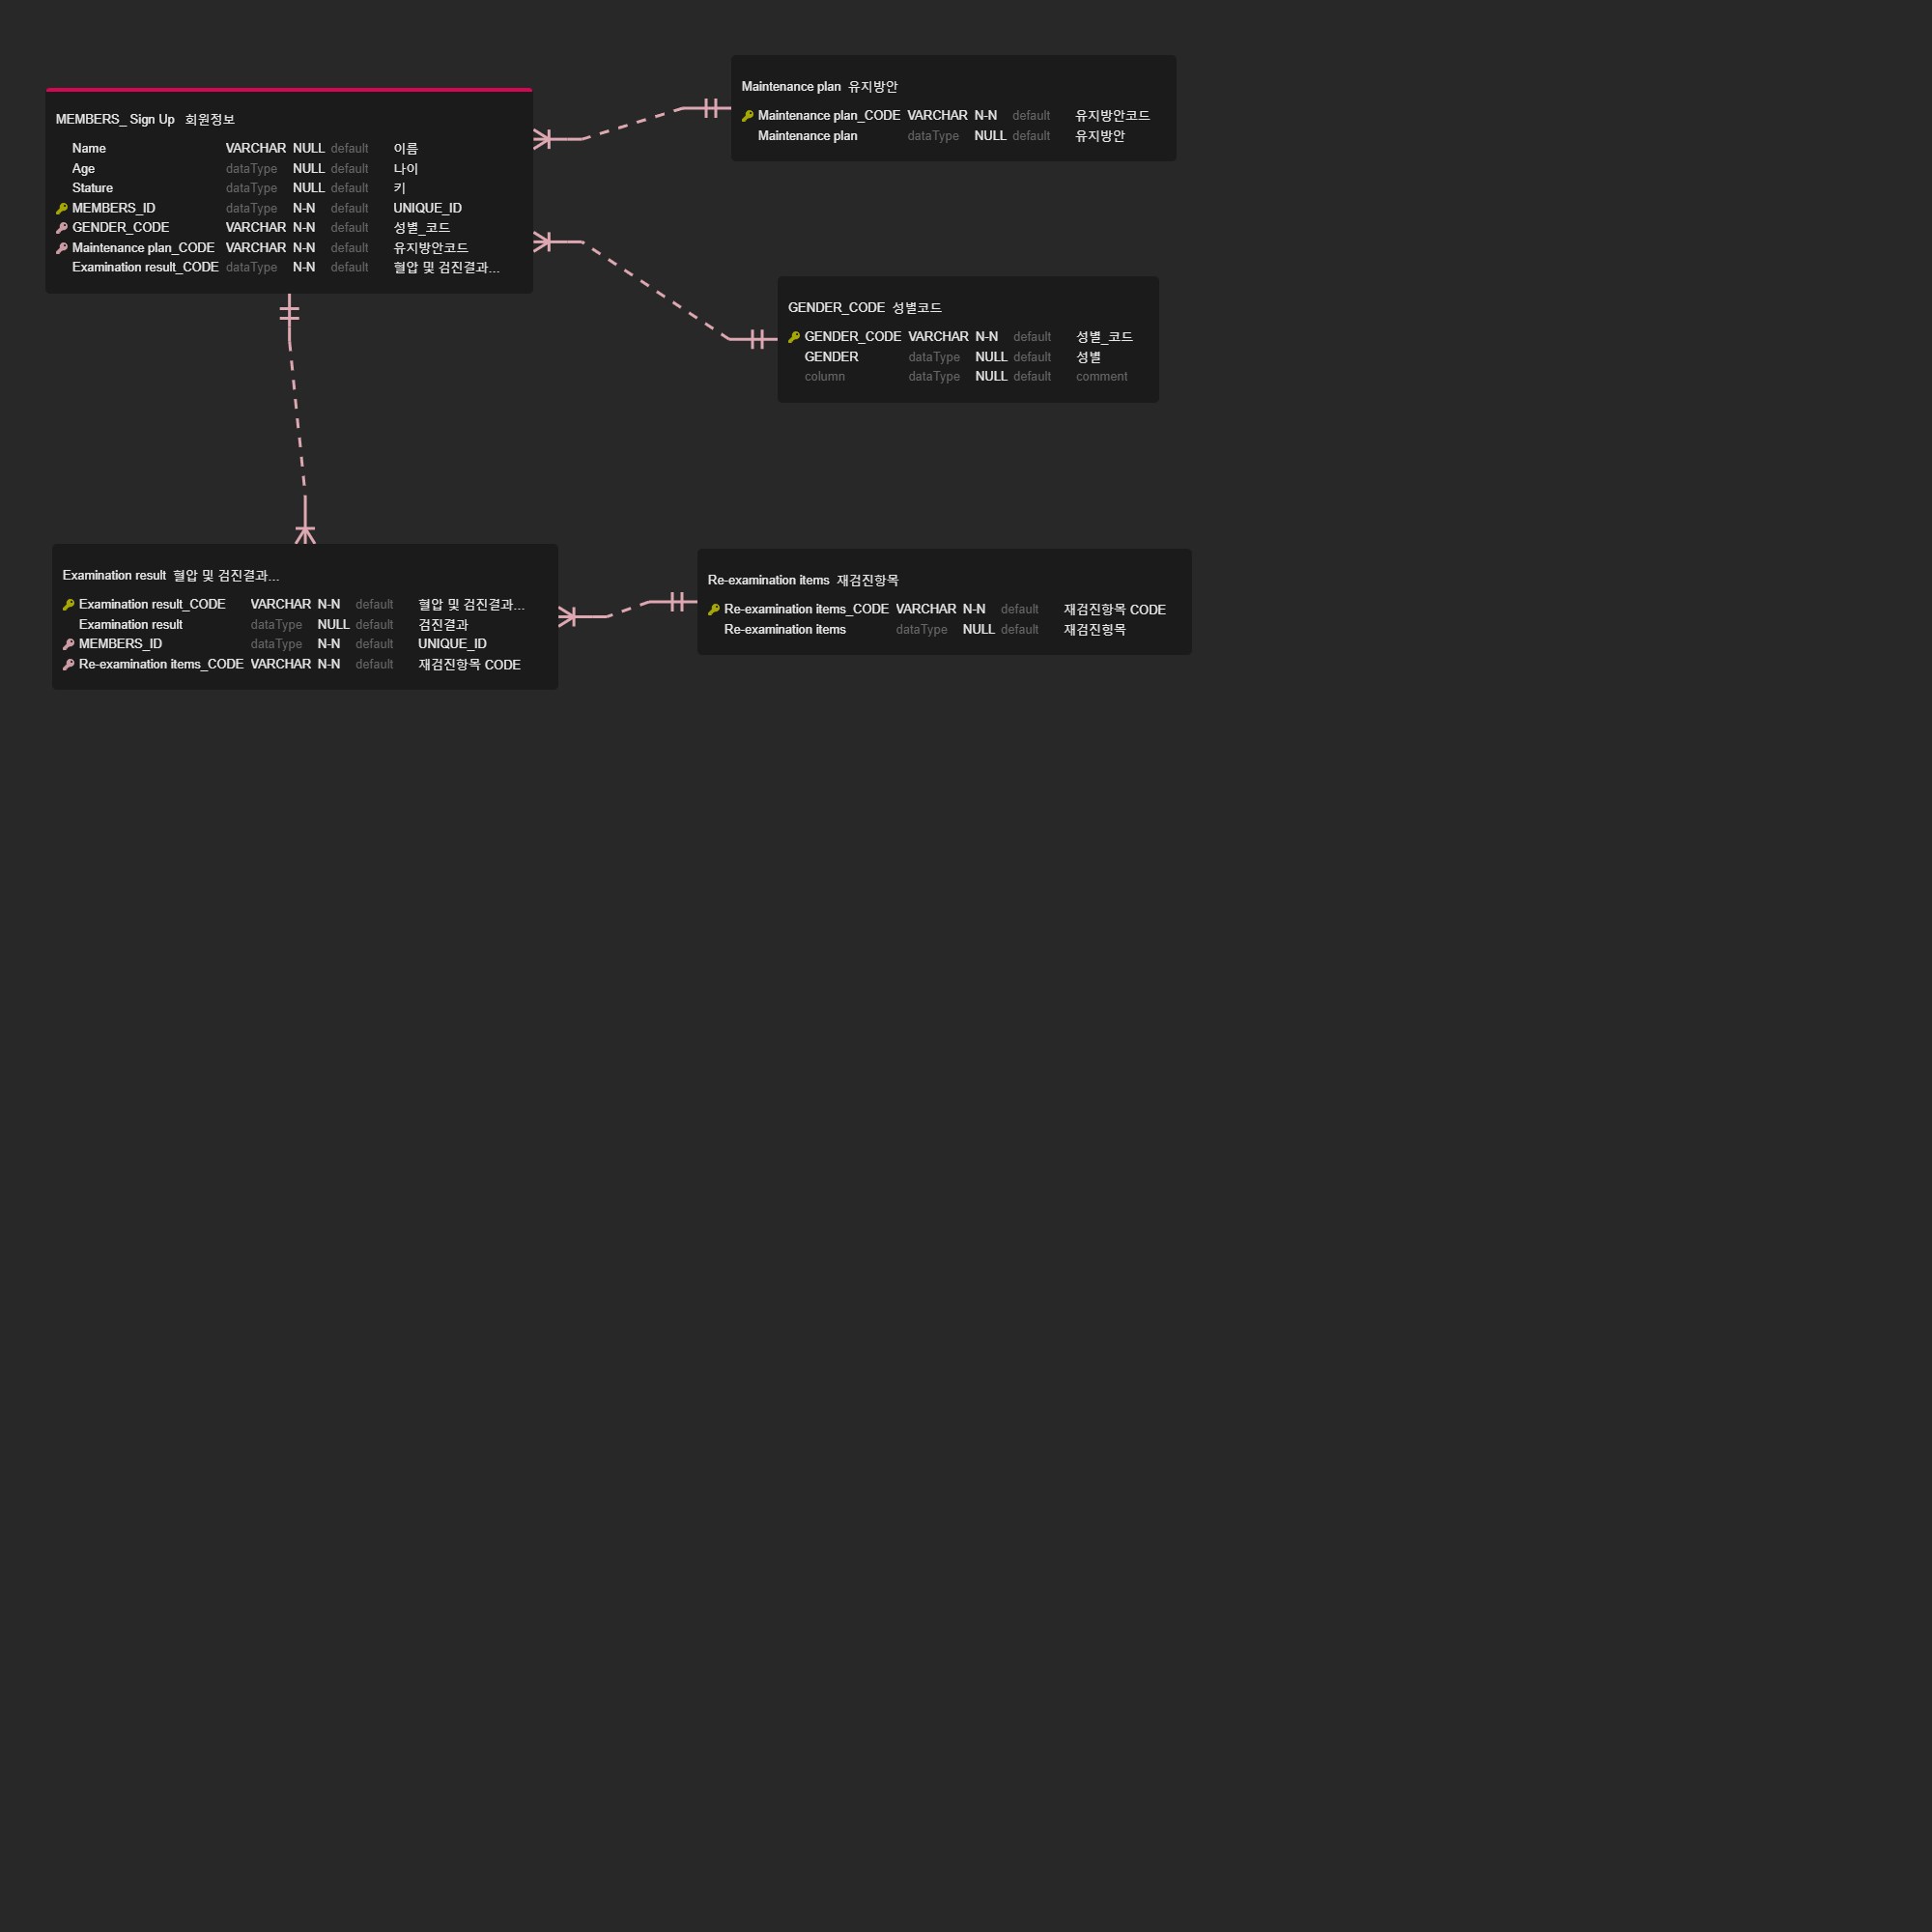 MEMBERS_ Sign Up 회원정보
Name VARCHAR NULL default 이름
Age dataType NULL default 나이
Stature dataType NULL default 키
MEMBERS_ID dataType N-N default UNIQUE_ID
GENDER_CODE VARCHAR N-N default 성별_코드
Maintenance plan_CODE VARCHAR N-N default 유지방안코드
Examination result_CODE dataType N-N default 혈압 및 검진결과...
Maintenance plan 유지방안
Maintenance plan_CODE VARCHAR N-N default 유지방안코드
Maintenance plan dataType NULL default 유지방안
GENDER_CODE 성별코드
GENDER_CODE VARCHAR N-N default 성별_코드
GENDER dataType NULL default 성별
column dataType NULL default comment
Examination result 혈압 및 검진결과...
Examination result_CODE VARCHAR N-N default 혈압 및 검진결과...
Examination result dataType NULL default 검진결과
MEMBERS_ID dataType N-N default UNIQUE_ID
Re-examination items_CODE VARCHAR N-N default 재검진항목 CODE
Re-examination items 재검진항목
Re-examination items_CODE VARCHAR N-N default 재검진항목 CODE
Re-examination items dataType NULL default 재검진항목